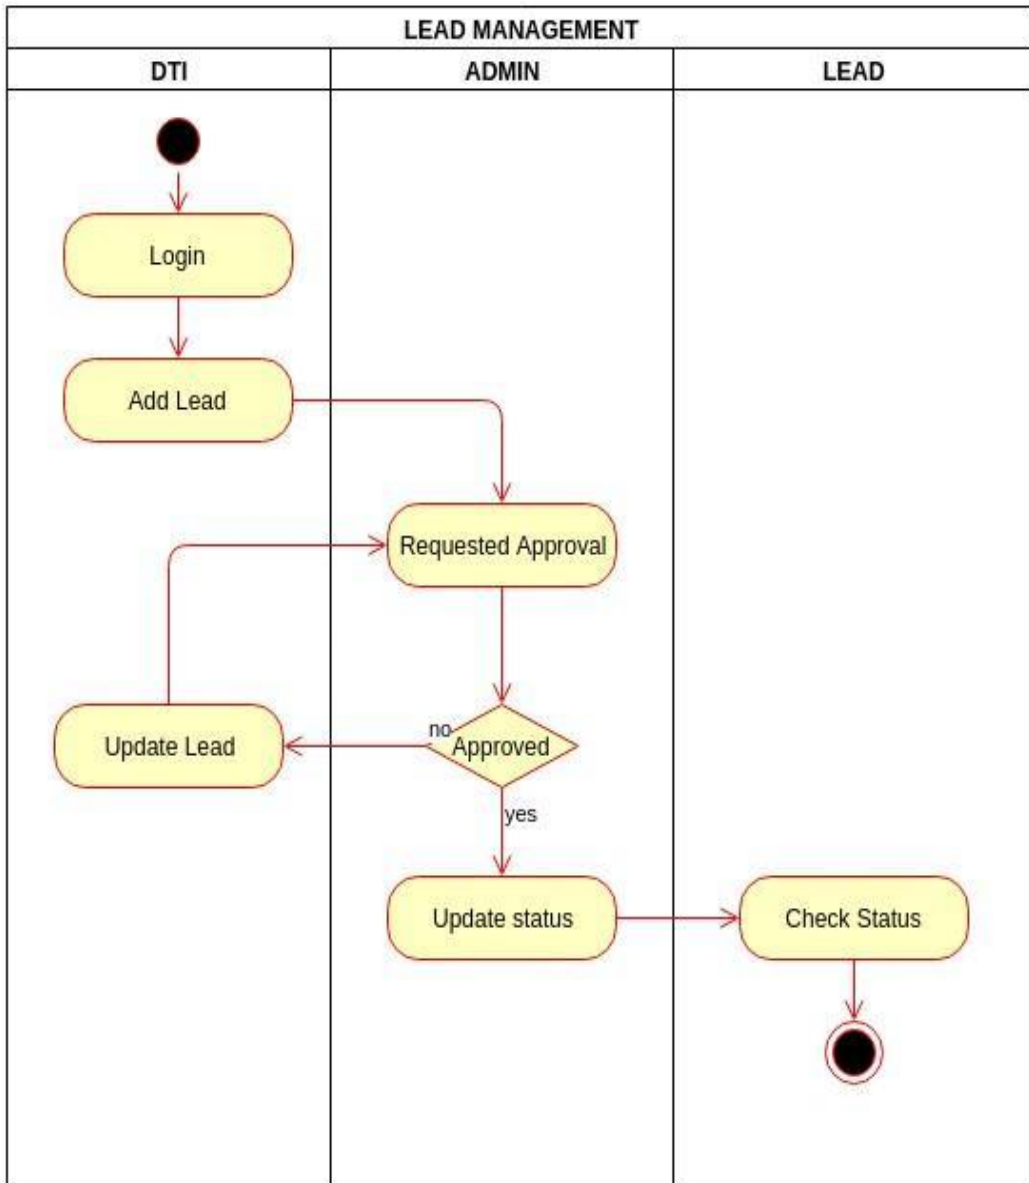 LEAD MANAGEMENT
DTI
ADMIN
LEAD
Login
Add Lead
Requested Approval
no
Update Lead
Approved
yes
Update status
Check Status